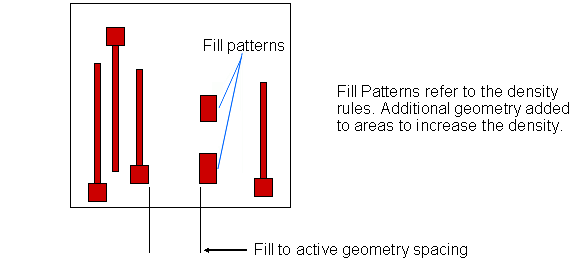 Fill patterns
Fill Patterns refer to the density
rules. Additional geometry added
to areas to increase the density.
Fill to active geometry spacing